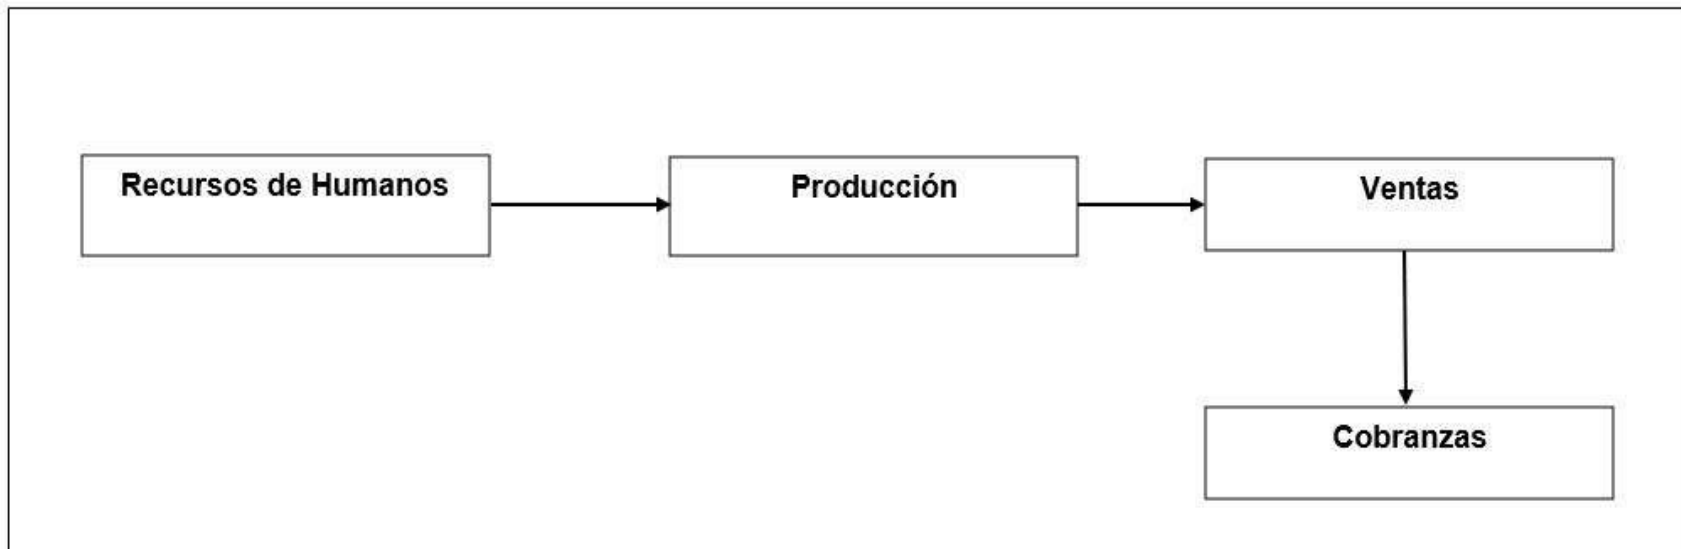 Recursos de Humanos
Producción
Ventas
Cobranzas